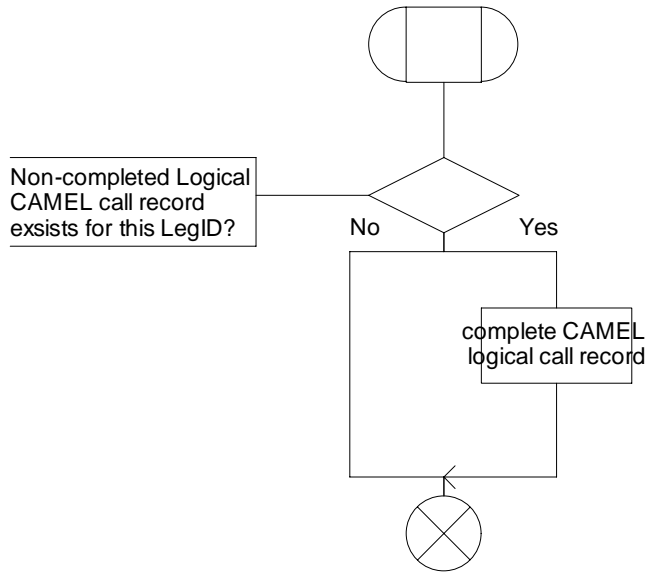 Non-completed Logical
CAMEL call record
exsists for this LegID?
No
Yes
complete CAMEL
logical call record